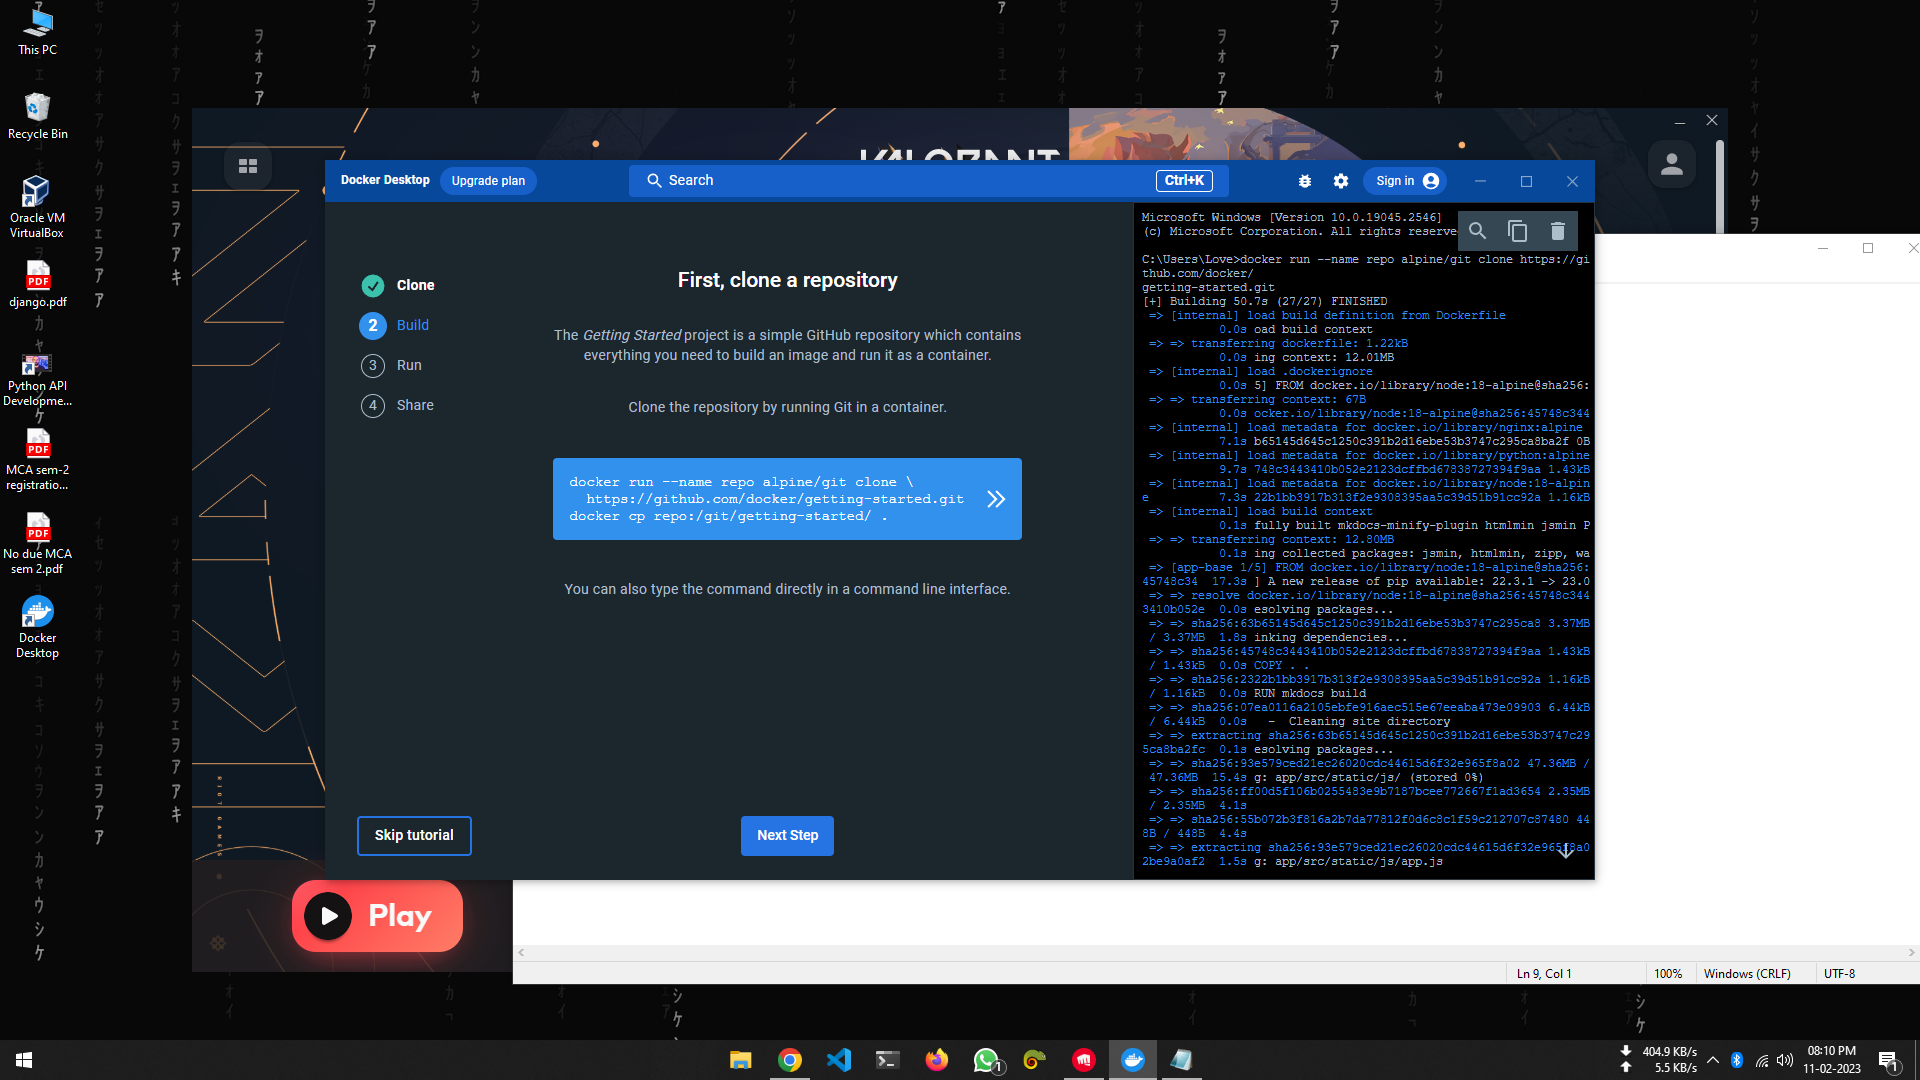 This PC
Recycle Bin
Oracle VM
VirtualBox
django.pdf
Python API
Developme...
MCA sem-2
registratio...
No due MCA
sem 2.pdf
Docker
Desktop
Docker Desktop
Upgrade plan
Search
Ctrl+K
Sign in
Clone
2 Build
3 Run
4 Share
First, clone a repository
The Getting Started project is a simple GitHub repository which contains
everything you need to build an image and run it as a container.
Clone the repository by running Git in a container.
docker run --name repo alpine/git clone \
https://github.com/docker/getting-started.git
docker cp repo:/git/getting-started/ .
You can also type the command directly in a command line interface.
Skip tutorial
Next Step
Microsoft Windows [Version 10.0.19045.2546]
(c) Microsoft Corporation. All rights reserve
C:\Users\Love>docker run --name repo alpine/git clone https://gi
thub.com/docker/
getting-started.git
[+] Building 50.7s (27/27) FINISHED
=> [internal] load build definition from Dockerfile
0.0s oad build context
=> => transferring dockerfile: 1.22kB
0.0s ing context: 12.01MB
=> [internal] load .dockerignore
0.0s 5] FROM docker.io/library/node:18-alpine@sha256:
=> => transferring context: 67B
0.0s ocker.io/library/node:18-alpine@sha256:45748c344
=> [internal] load metadata for docker.io/library/nginx:alpine
7.1s b65145d645c1250c391b2d16ebe53b3747c295ca8ba2f 0B
=> [internal] load metadata for docker.io/library/python:alpine
9.7s 748c3443410b052e2123dcffbd67838727394f9aa 1.43kB
=> [internal] load metadata for docker.io/library/node:18-alpin
e 7.3s 22b1bb3917b313f2e9308395aa5c39d51b91cc92a 1.16kB
=> [internal] load build context
0.1s fully built mkdocs-minify-plugin htmlmin jsmin P
=> => transferring context: 12.80MB
0.1s ing collected packages: jsmin, htmlmin, zipp, wa
=> [app-base 1/5] FROM docker.io/library/node:18-alpine@sha256:
45748c34 17.3s ] A new release of pip available: 22.3.1 -> 23.0
=> => resolve docker.io/library/node:18-alpine@sha256:45748c344
3410b052e 0.0s esolving packages...
=> => sha256:63b65145d645c1250c391b2d16ebe53b3747c295ca8 3.37MB
/ 3.37MB 1.8s inking dependencies...
=> => sha256:45748c3443410b052e2123dcffbd67838727394f9aa 1.43kB
/ 1.43kB 0.0s COPY . .
=> => sha256:2322b1bb3917b313f2e9308395aa5c39d51b91cc92a 1.16kB
/ 1.16kB 0.0s RUN mkdocs build
=> => sha256:07ea0116a2105ebfe916aec515e67eeaba473e09903 6.44kB
/ 6.44kB 0.0s - Cleaning site directory
=> => extracting sha256:63b65145d645c1250c391b2d16ebe53b3747c29
5ca8ba2fc 0.1s esolving packages...
=> => sha256:93e579ced21ec26020cdc44615d6f32e965f8a02 47.36MB /
47.36MB 15.4s g: app/src/static/js/ (stored 0%)
=> => sha256:ff00d5f106b0255483e9b7187bcee772667f1ad3654 2.35MB
/ 2.35MB 4.1s
=> => sha256:55b072b3f816a2b7da77812f0d6c8c1f59c212707c87480 44
8B / 448B 4.4s
=> => extracting sha256:93e579ced21ec26020cdc44615d6f32e965f8a0
2be9a0af2 1.5s g: app/src/static/js/app.js
RIOT GAMES
Play
Ln 9, Col 1
100%
Windows (CRLF)
UTF-8
1
404.9 KB/s
5.5 KB/s
08:10 PM
11-02-2023
1